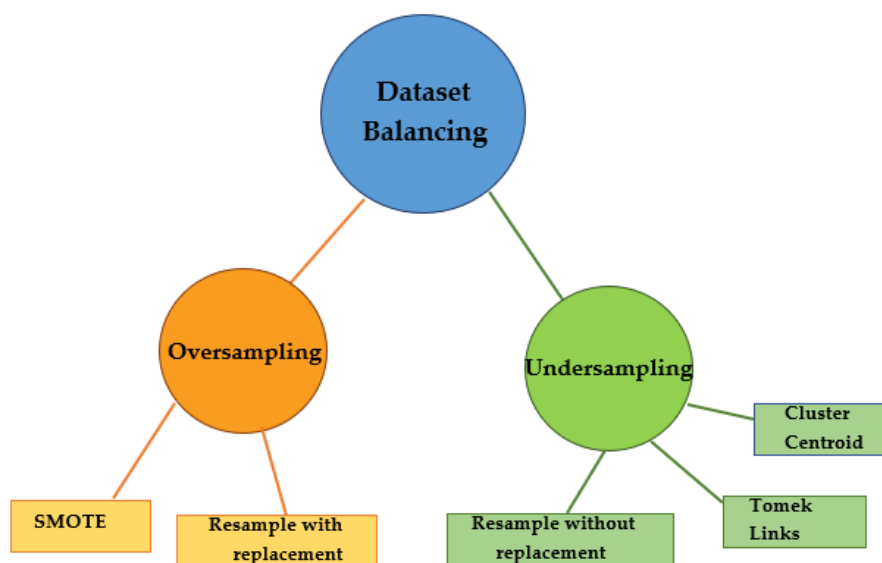 Dataset
Balancing
Oversampling
Undersampling
Cluster
Centroid
SMOTE
Resample with
replacement
Resample without
replacement
Tomek
Links